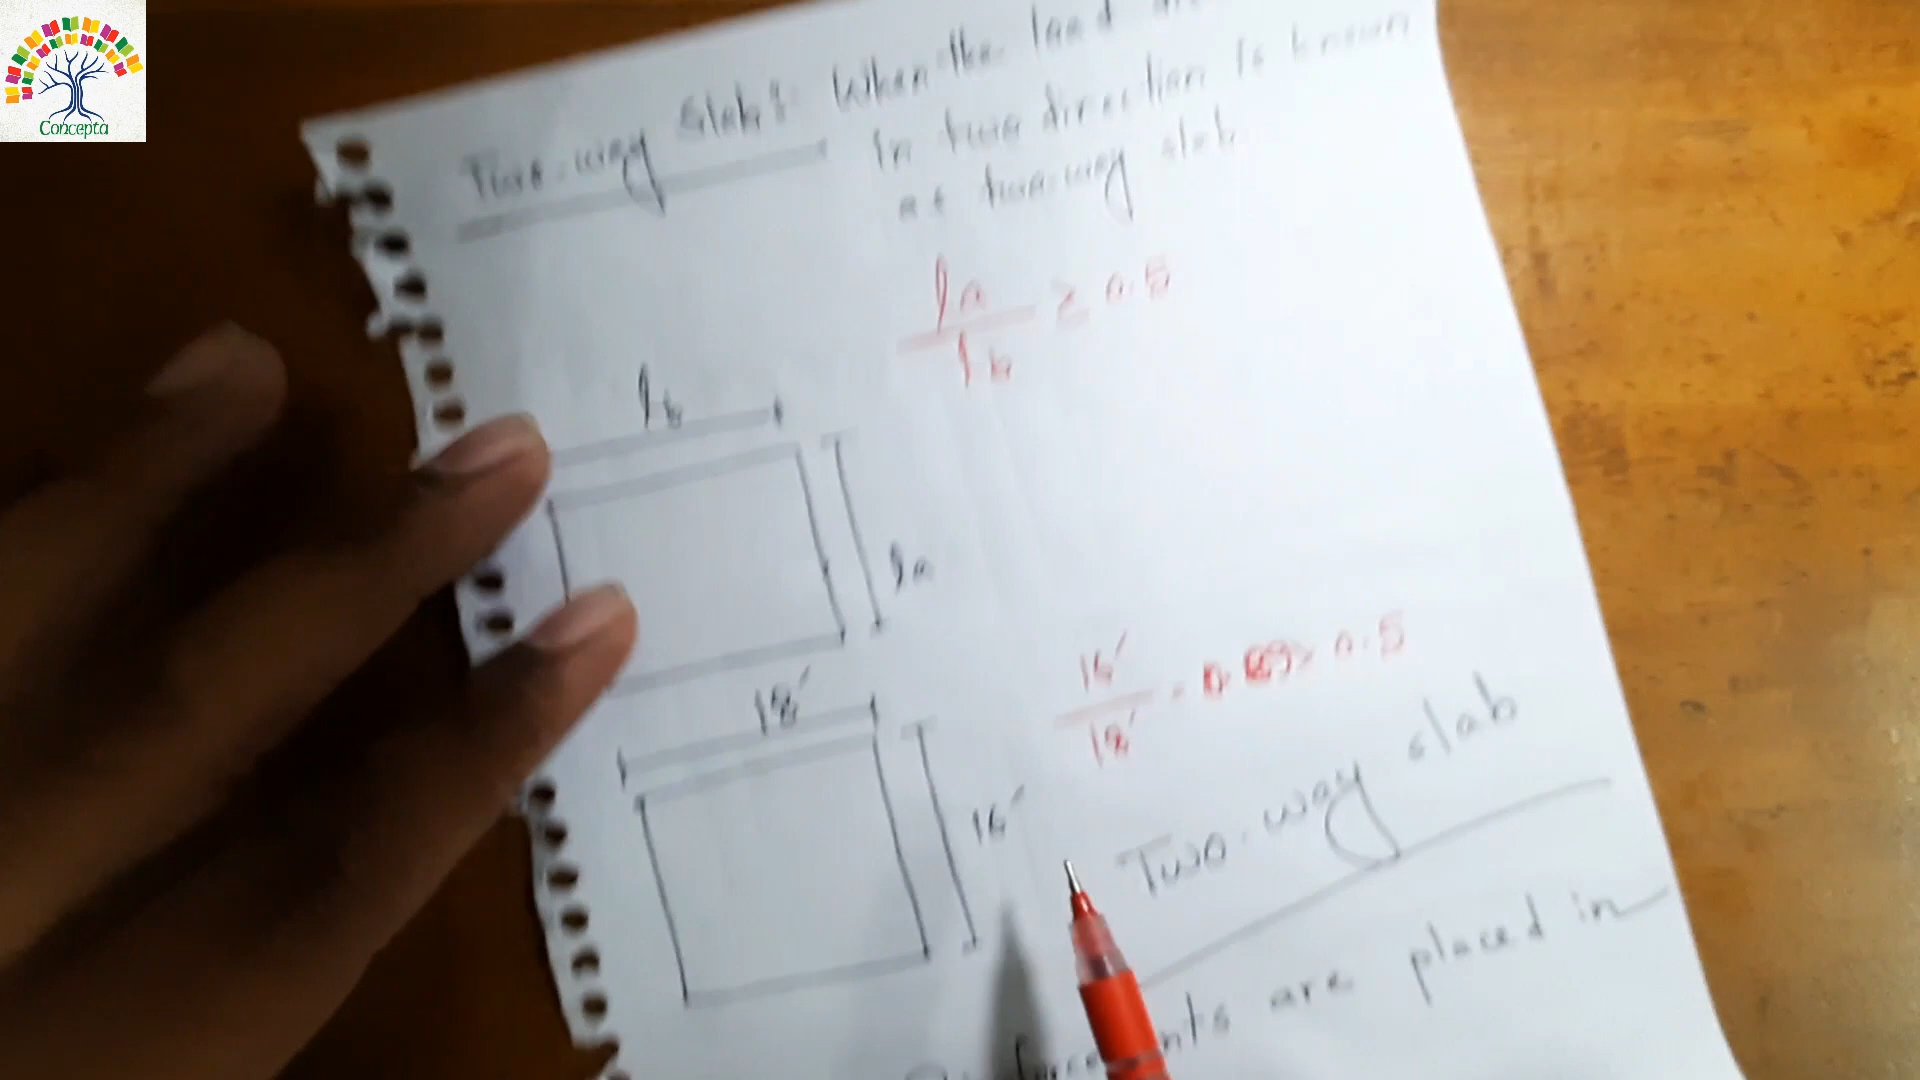 Concepta
Two-way Slab:- When the load
in two direction is known
as two-way slab
la
lb
≥ 0.5
lb
la
18'
16'
16'
18'
= 0.89 > 0.5
Two-way slab
are placed in